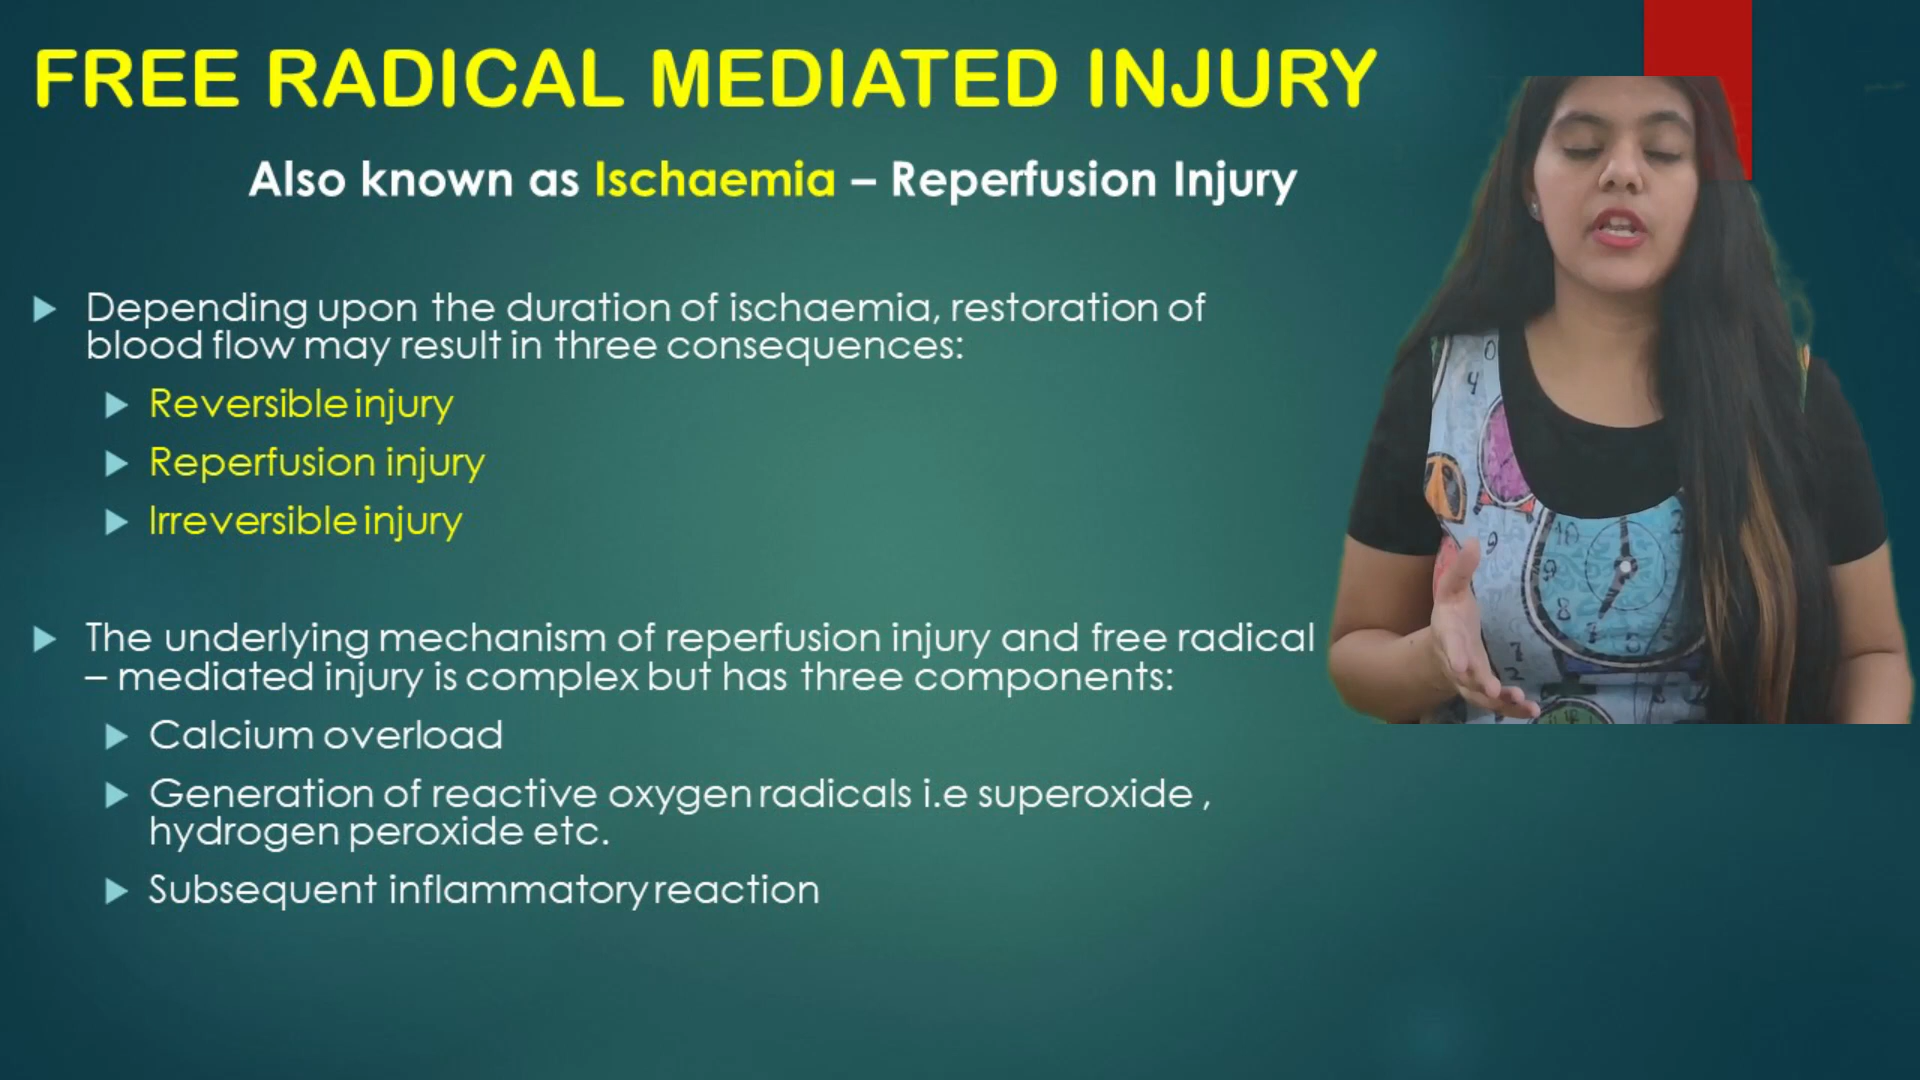 FREE RADICAL MEDIATED INJURY
Also known as Ischaemia – Reperfusion Injury
Depending upon the duration of ischaemia, restoration of
blood flow may result in three consequences:
Reversible injury
Reperfusion injury
Irreversible injury
The underlying mechanism of reperfusion injury and free radical
– mediated injury is complex but has three components:
Calcium overload
Generation of reactive oxygen radicals i.e superoxide ,
hydrogen peroxide etc.
Subsequent inflammatory reaction